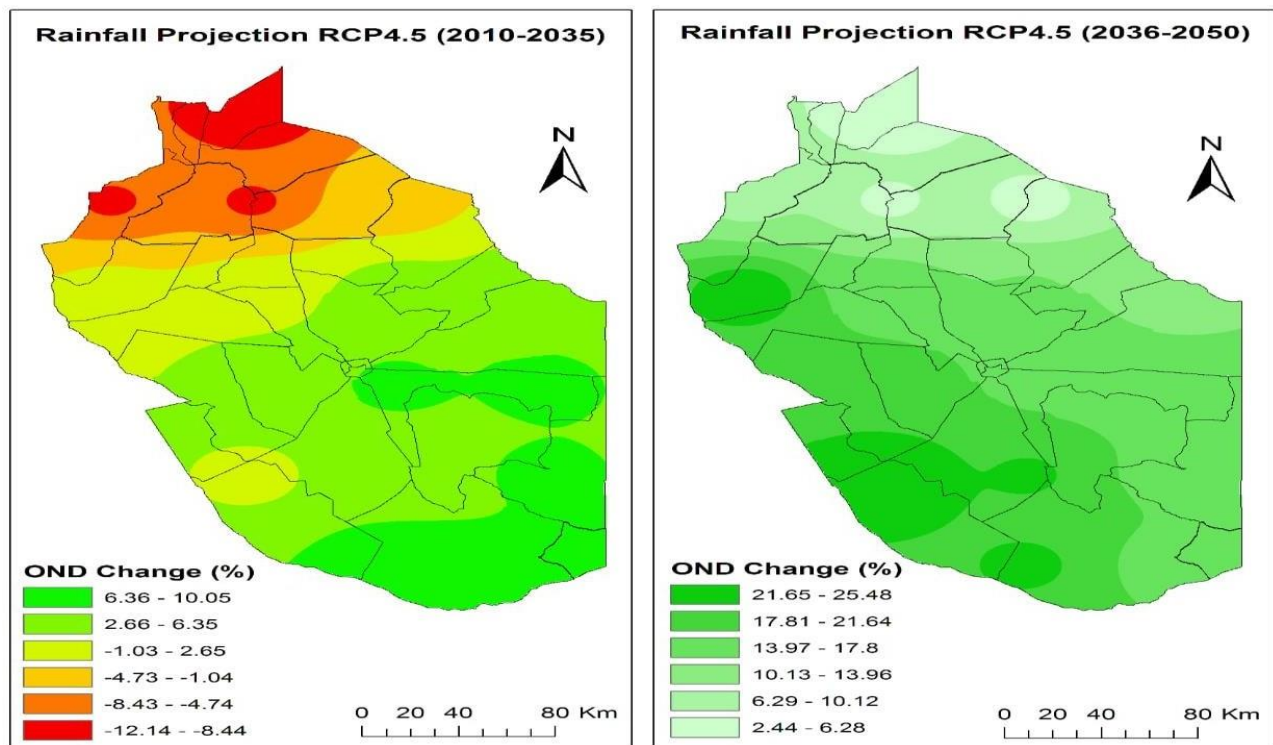 Rainfall Projection RCP4.5 (2010-2035)
N
OND Change (%)
6.36 - 10.05
2.66 - 6.35
-1.03 - 2.65
-4.73 - -1.04
-8.43 - -4.74
-12.14 - -8.44
0 20 40 80 Km
Rainfall Projection RCP4.5 (2036-2050)
N
OND Change (%)
21.65 - 25.48
17.81 - 21.64
13.97 - 17.8
10.13 - 13.96
6.29 - 10.12
2.44 - 6.28
0 20 40 80 Km